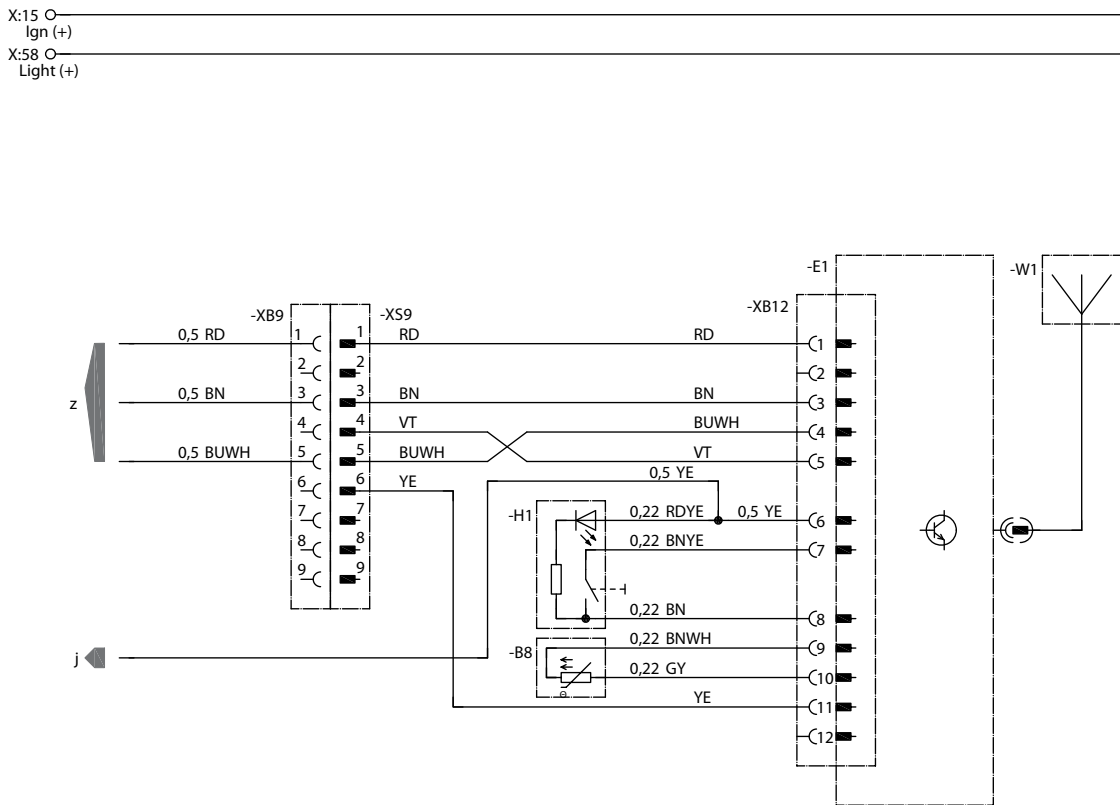 X:15
Ign (+)
X:58
Light (+)
-E1
-W1
-XB9
-XS9
-XB12
0,5 RD
1
1
RD
RD
1
2
2
2
z
0,5 BN
3
3
BN
BN
3
4
4
VT
BUWH
4
0,5 BUWH
5
5
BUWH
VT
5
0,5 YE
6
6
YE
-H1
0,22 RDYE
0,5 YE
6
7
7
0,22 BNYE
7
8
8
9
9
0,22 BN
8
j
-B8
0,22 BNWH
9
0,22 GY
10
Θ
YE
11
12